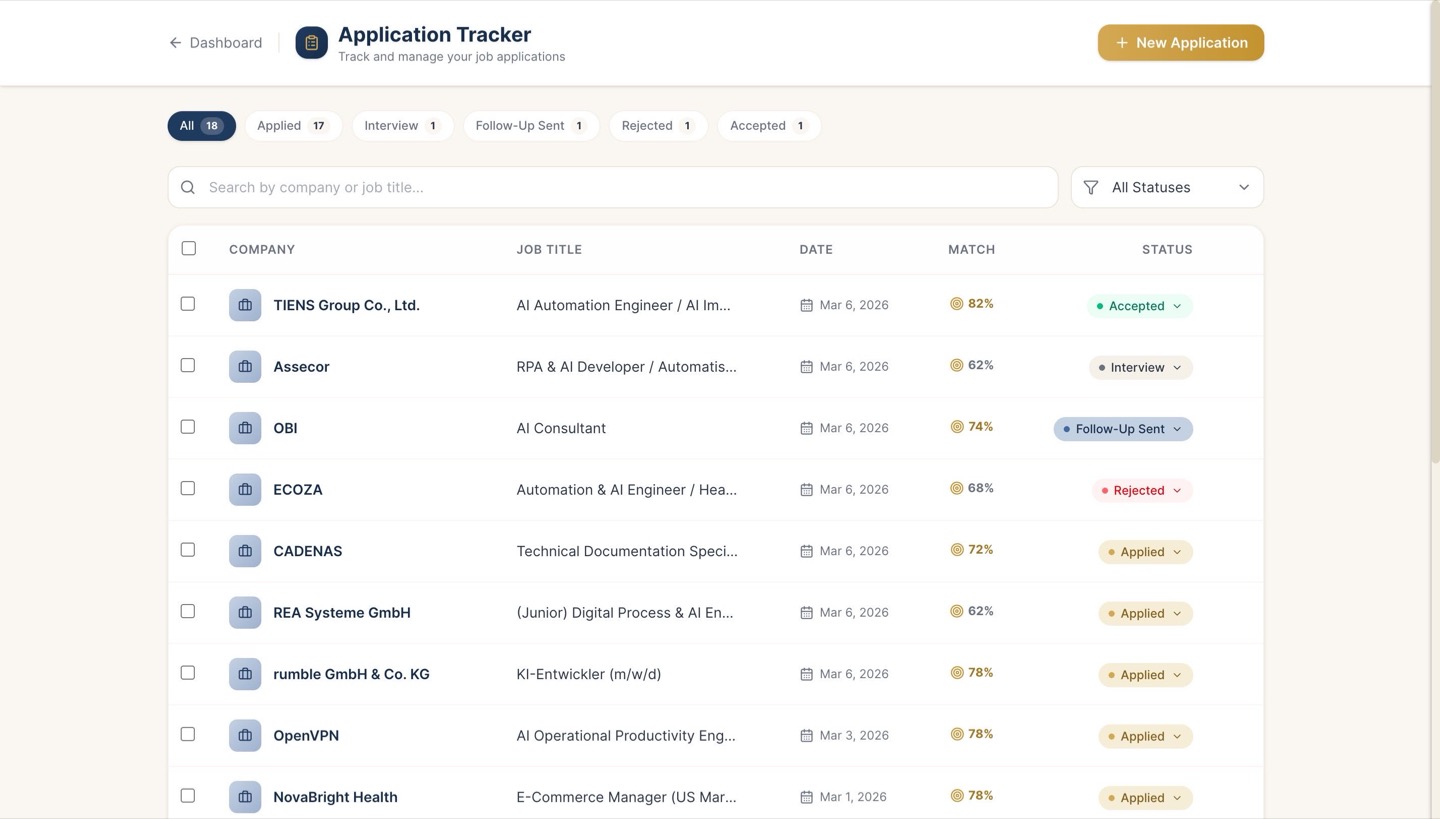 Dashboard
Application Tracker
Track and manage your job applications
New Application
All 18 Applied 17 Interview 1 Follow-Up Sent 1 Rejected 1 Accepted 1
Search by company or job title...
All Statuses
COMPANY JOB TITLE DATE MATCH STATUS
TIENS Group Co., Ltd. AI Automation Engineer / AI Im... Mar 6, 2026 82% Accepted
Assecor RPA & AI Developer / Automatis... Mar 6, 2026 62% Interview
OBI AI Consultant Mar 6, 2026 74% Follow-Up Sent
ECOZA Automation & AI Engineer / Hea... Mar 6, 2026 68% Rejected
CADENAS Technical Documentation Speci... Mar 6, 2026 72% Applied
REA Systeme GmbH (Junior) Digital Process & AI En... Mar 6, 2026 62% Applied
rumble GmbH & Co. KG KI-Entwickler (m/w/d) Mar 6, 2026 78% Applied
OpenVPN AI Operational Productivity Eng... Mar 3, 2026 78% Applied
NovaBright Health E-Commerce Manager (US Mar... Mar 1, 2026 78% Applied